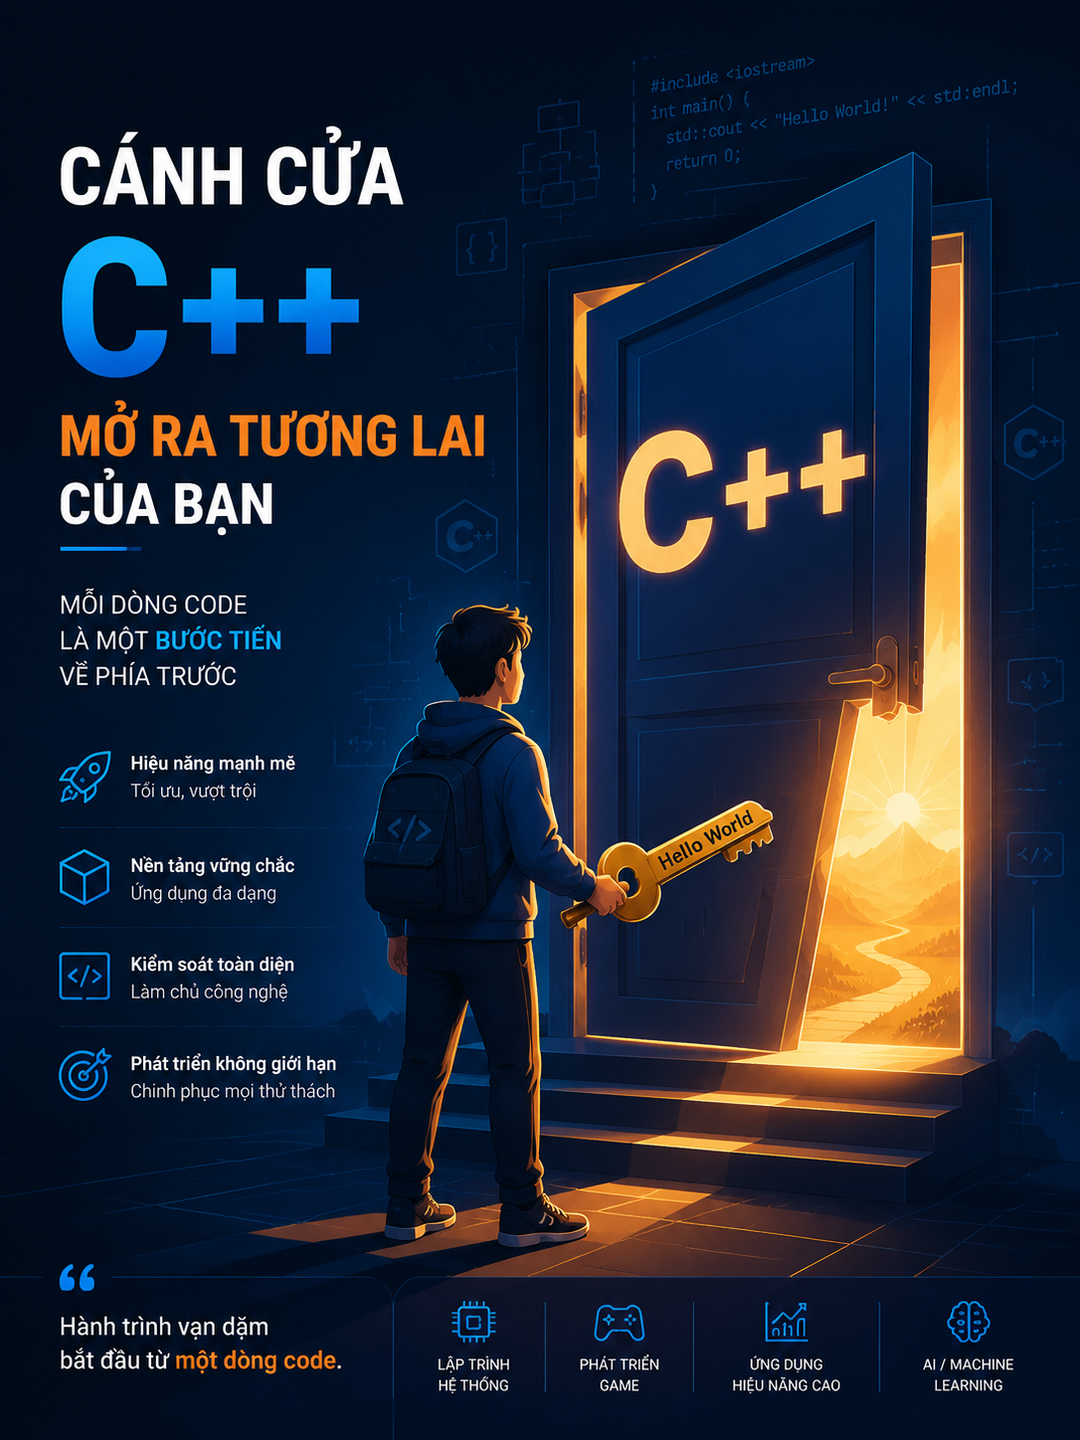 #include <iostream>
int main() {
std::cout << "Hello World!" << std:endl;
return 0;
}
CÁNH CỬA
C++
MỞ RA TƯƠNG LAI
CỦA BẠN
MỖI DÒNG CODE
LÀ MỘT BƯỚC TIẾN
VỀ PHÍA TRƯỚC
Hiệu năng mạnh mẽ
Tối ưu, vượt trội
Nền tảng vững chắc
Ứng dụng đa dạng
</>
Kiểm soát toàn diện
Làm chủ công nghệ
Phát triển không giới hạn
Chinh phục mọi thử thách
{ }
C++
C++
C++
</>
Hello World
</>
“
Hành trình vạn dặm
bắt đầu từ một dòng code.
LẬP TRÌNH
HỆ THỐNG
PHÁT TRIỂN
GAME
ỨNG DỤNG
HIỆU NĂNG CAO
AI / MACHINE
LEARNING